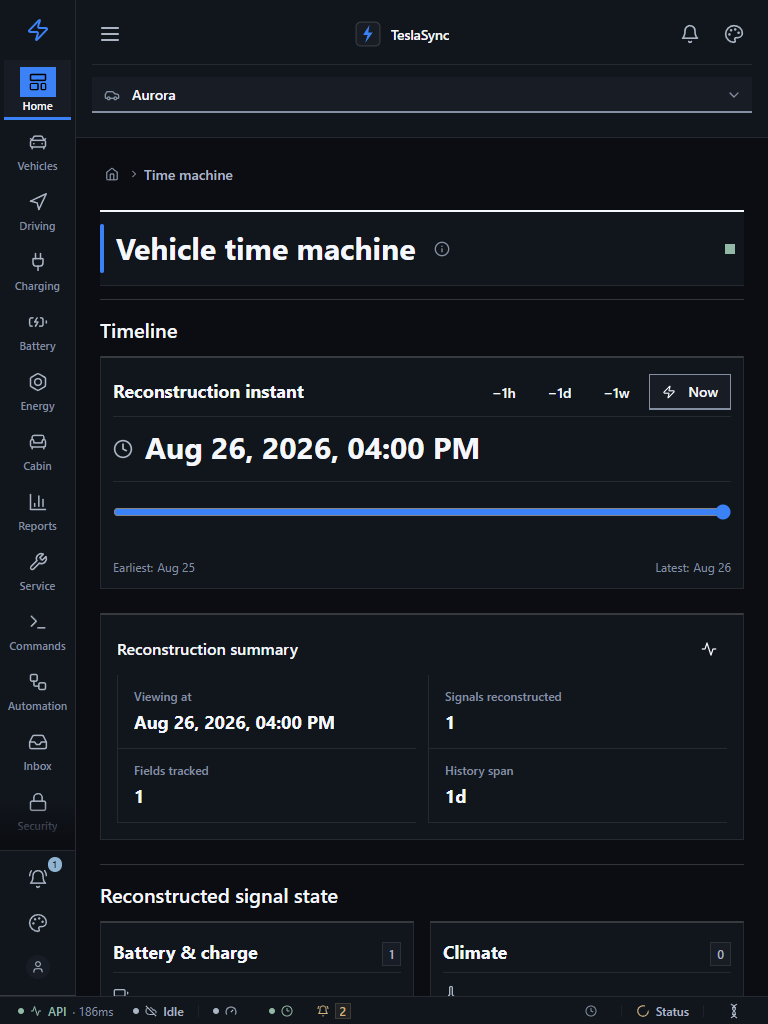 TeslaSync
Aurora
Home
Vehicles
Driving
Charging
Battery
Energy
Cabin
Reports
Service
Commands
Automation
Inbox
Security
1
Time machine
Vehicle time machine
Timeline
Reconstruction instant
−1h
−1d
−1w
Now
Aug 26, 2026, 04:00 PM
Earliest: Aug 25
Latest: Aug 26
Reconstruction summary
Viewing at
Aug 26, 2026, 04:00 PM
Signals reconstructed
1
Fields tracked
1
History span
1d
Reconstructed signal state
Battery & charge
1
Climate
0
API · 186ms
Idle
2
Status